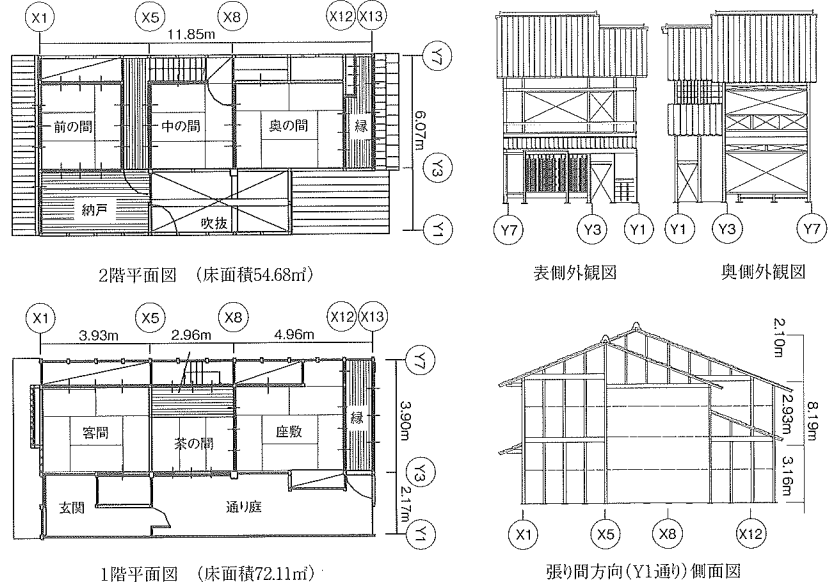 X1
X5
X8
X12
X13
11.85m
Y7
6.07m
Y3
Y1
前の間
中の間
奥の間
縁
納戸
吹抜
2階平面図 (床面積54.68㎡)
Y7
Y3
Y1
表側外観図
Y1
Y3
Y7
奥側外観図
X1
X5
X8
X12
X13
3.93m
2.96m
4.96m
Y7
3.90m
Y3
2.17m
Y1
客間
茶の間
座敷
縁
玄関
通り庭
1階平面図 (床面積72.11㎡)
2.10m
2.93m
8.19m
3.16m
X1
X5
X8
X12
張り間方向(Y1通り)側面図